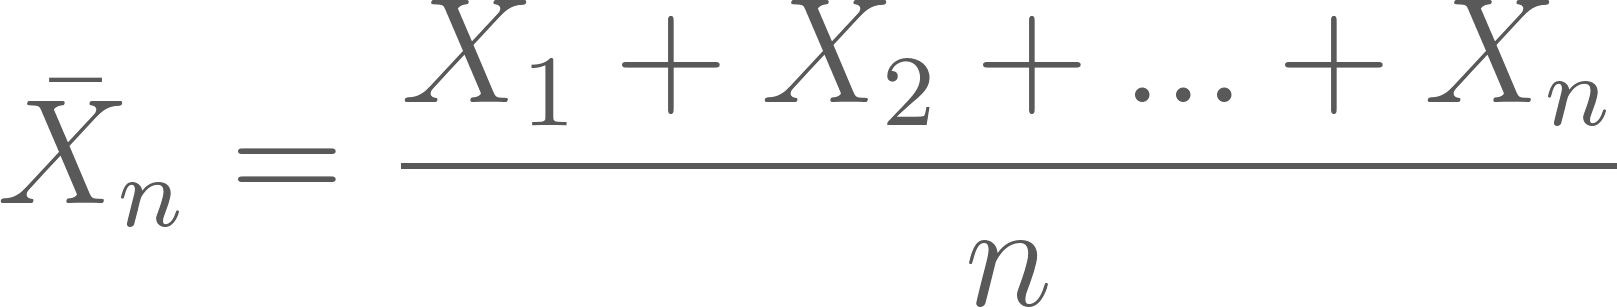 X̄ₙ = (X₁ + X₂ + ... + Xₙ) / n